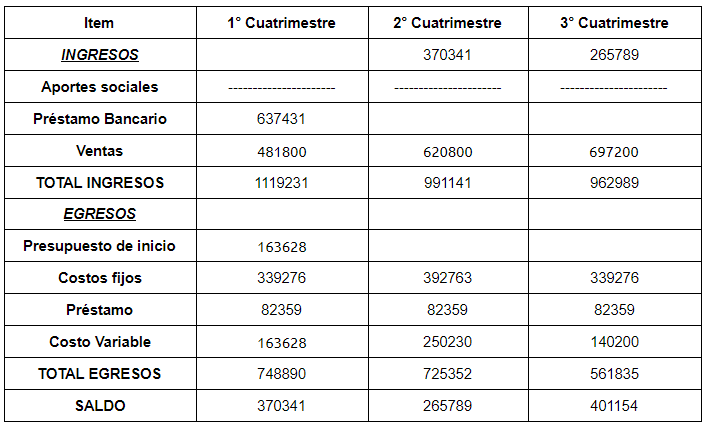 Item 1° Cuatrimestre 2° Cuatrimestre 3° Cuatrimestre
INGRESOS 370341 265789
Aportes sociales ---------------------- ---------------------- ----------------------
Préstamo Bancario 637431
Ventas 481800 620800 697200
TOTAL INGRESOS 1119231 991141 962989
EGRESOS
Presupuesto de inicio 163628
Costos fijos 339276 392763 339276
Préstamo 82359 82359 82359
Costo Variable 163628 250230 140200
TOTAL EGRESOS 748890 725352 561835
SALDO 370341 265789 401154